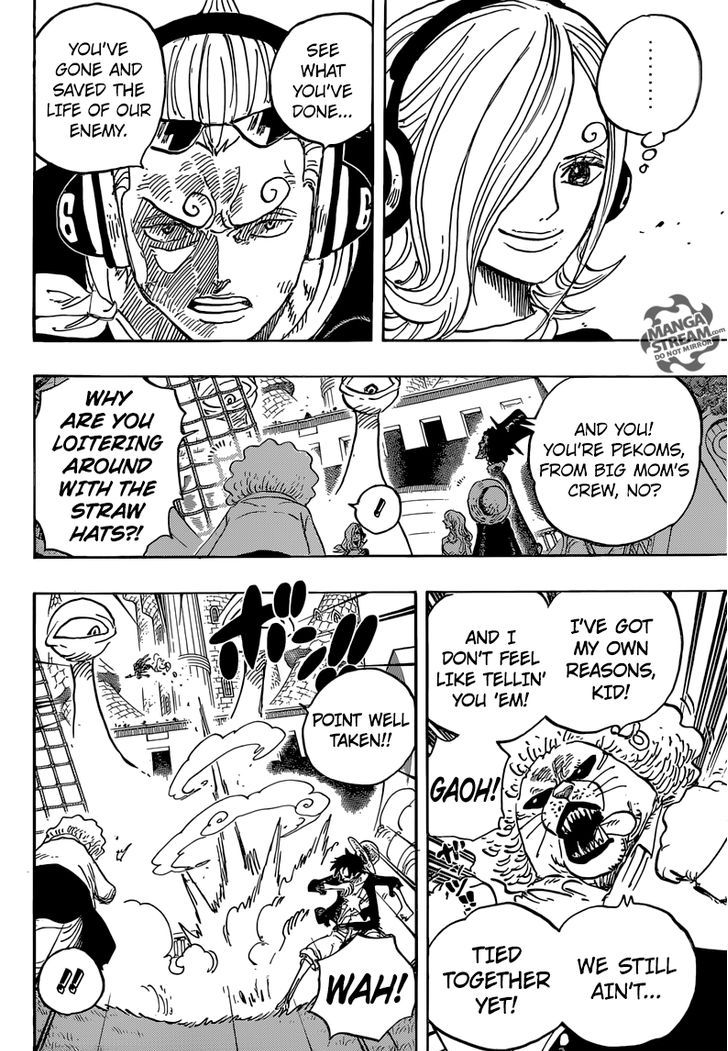 .......
SEE
WHAT
YOU'VE
DONE...
YOU'VE
GONE AND
SAVED THE
LIFE OF OUR
ENEMY.
66
6
MANGA
STREAM.com
DO NOT MIRROR
AND YOU!
YOU'RE PEKOMS,
FROM BIG MOM'S
CREW, NO?
!
WHY
ARE YOU
LOITERING
AROUND
WITH THE
STRAW
HATS?!
I'VE GOT
MY OWN
REASONS,
KID!
AND I
DON'T FEEL
LIKE TELLIN'
YOU 'EM!
GAOH!
WE STILL
AIN'T...
TIED
TOGETHER
YET!
POINT WELL
TAKEN!!
WAH!
!!